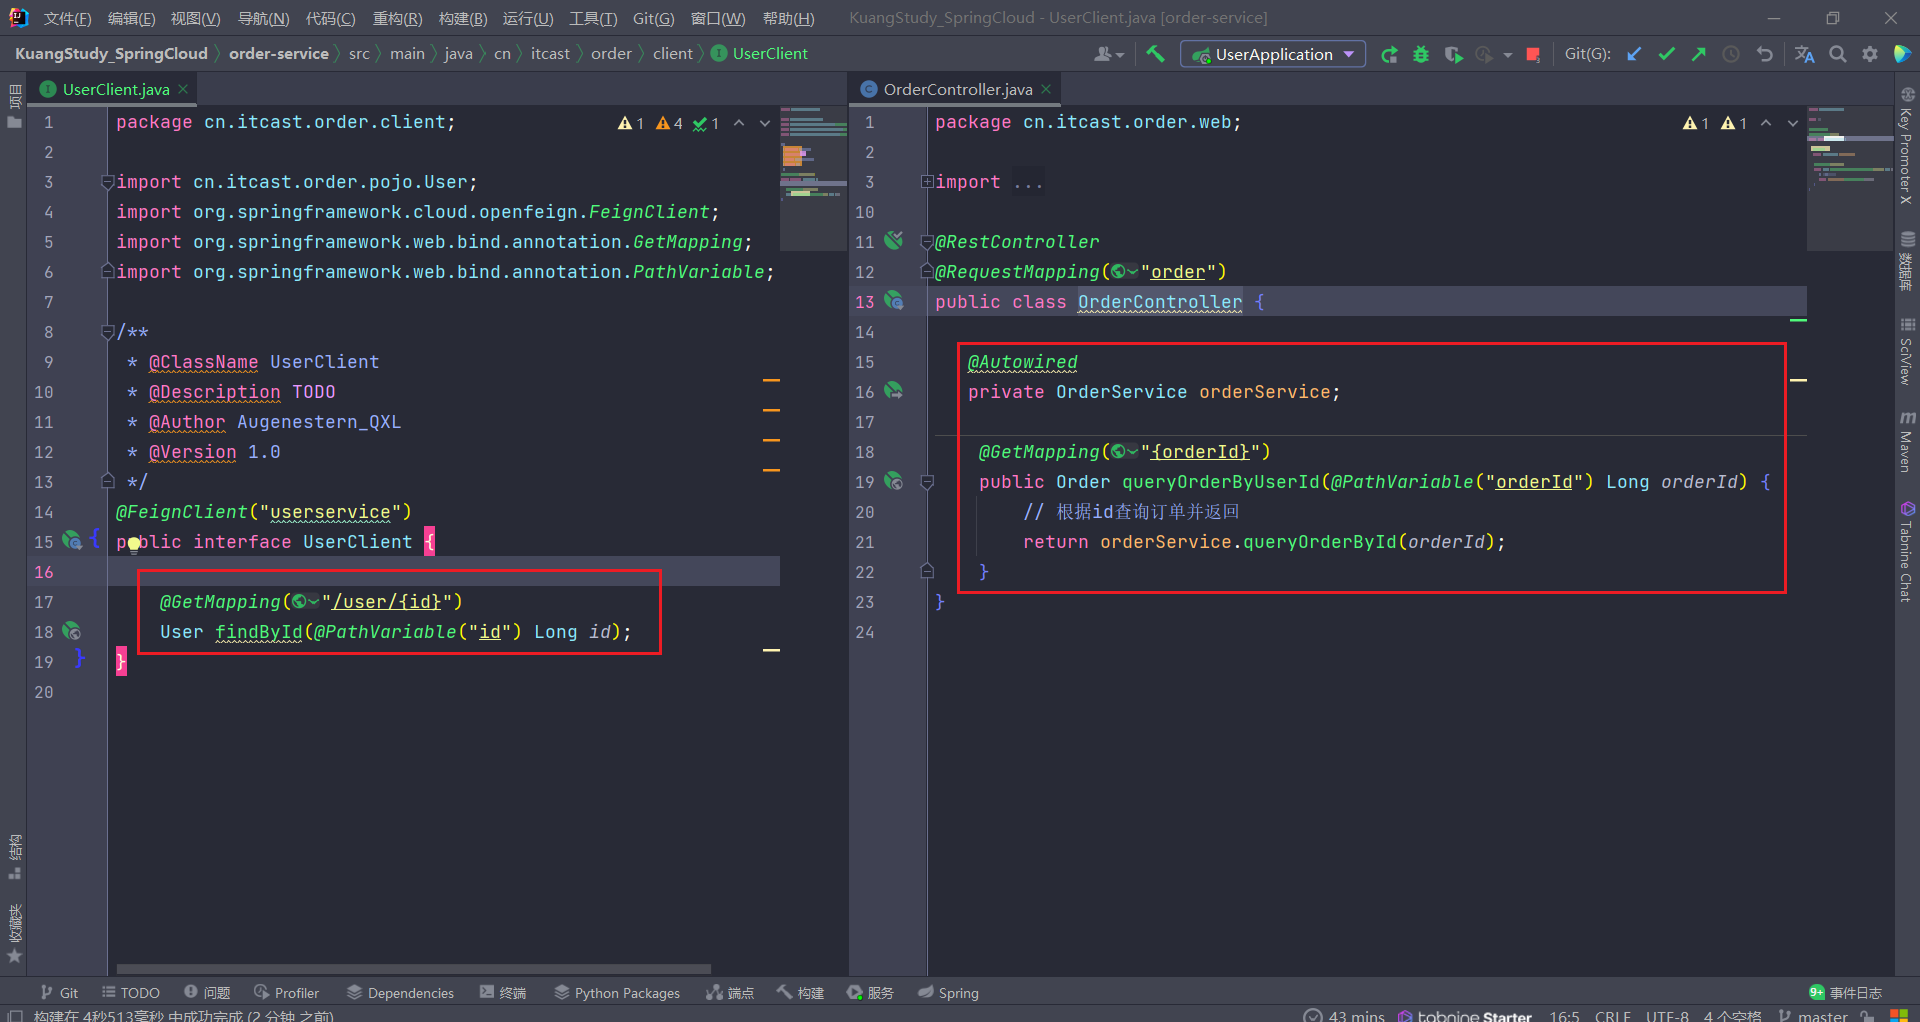 文件(F) 编辑(E) 视图(V) 导航(N) 代码(C) 重构(R) 构建(B) 运行(U) 工具(T) Git(G) 窗口(W) 帮助(H) KuangStudy_SpringCloud - UserClient.java [order-service]
KuangStudy_SpringCloud order-service src main java cn itcast order client UserClient UserApplication Git(G):
项目
结构
收藏夹
UserClient.java
1 package cn.itcast.order.client; 1 4 1
2
3 import cn.itcast.order.pojo.User;
4 import org.springframework.cloud.openfeign.FeignClient;
5 import org.springframework.web.bind.annotation.GetMapping;
6 import org.springframework.web.bind.annotation.PathVariable;
7
8 /**
9 * @ClassName UserClient
10 * @Description TODO
11 * @Author Augenestern_QXL
12 * @Version 1.0
13 */
14 @FeignClient("userservice")
15 public interface UserClient {
16
17 @GetMapping("/user/{id}")
18 User findById(@PathVariable("id") Long id);
19 }
20
OrderController.java
1 package cn.itcast.order.web; 1 1
2
3 import ...
10
11 @RestController
12 @RequestMapping("order")
13 public class OrderController {
14
15 @Autowired
16 private OrderService orderService;
17
18 @GetMapping("{orderId}")
19 public Order queryOrderByUserId(@PathVariable("orderId") Long orderId) {
20 // 根据id查询订单并返回
21 return orderService.queryOrderById(orderId);
22 }
23 }
24
Key Promoter X
数据库
SciView
Maven
Tabnine Chat
Git TODO 问题 Profiler Dependencies 终端 Python Packages 端点 构建 服务 Spring 9+ 事件日志
构建在 4秒513毫秒 中成功完成 (2 分钟 之前) 43 mins tabnine Starter 16:5 CRLF UTF-8 4 个空格 master